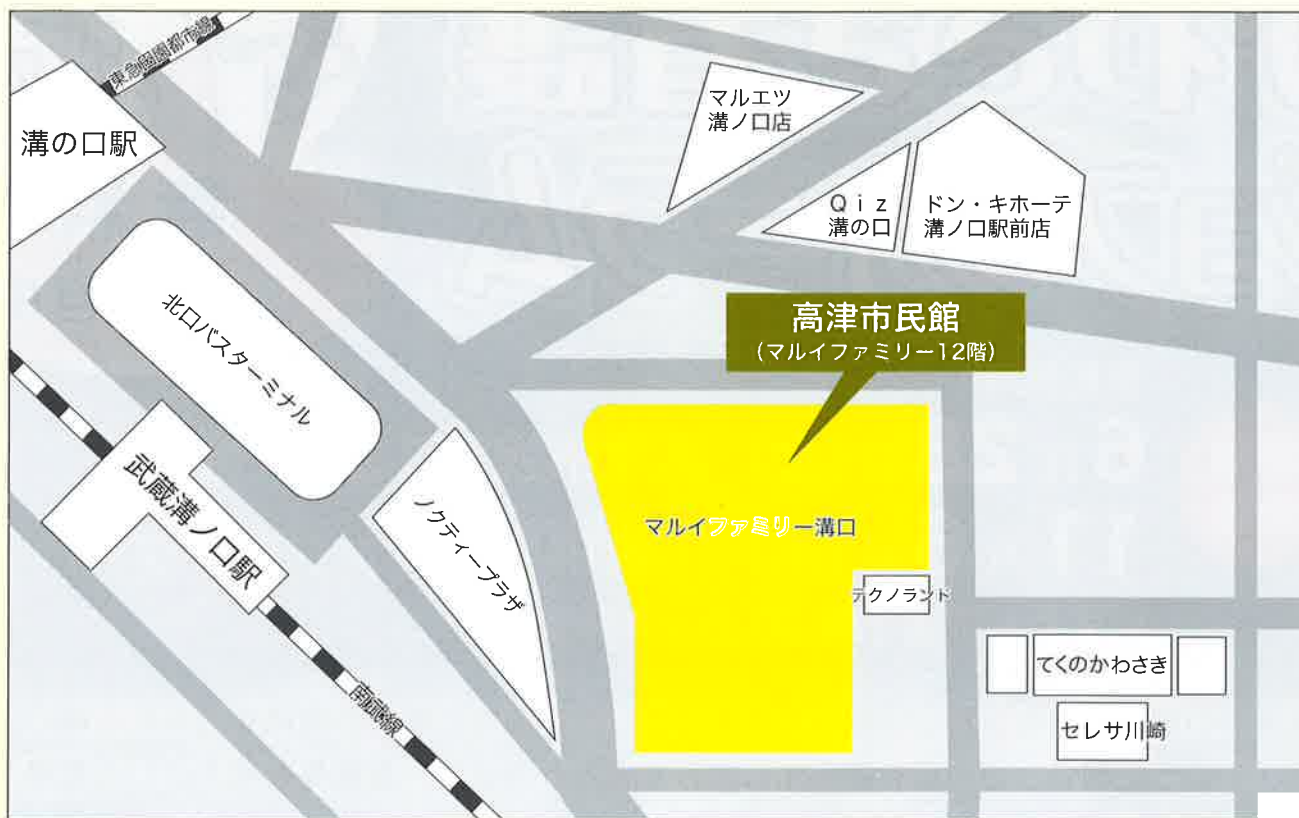 東急田園都市線
溝の口駅
マルエツ
溝ノ口店
Qiz
溝の口
ドン・キホーテ
溝ノ口駅前店
北口バスターミナル
高津市民館
(マルイファミリー12階)
武蔵溝ノ口駅
ノクティープラザ
マルイファミリー溝口
テクノランド
てくのかわさき
セレサ川崎
南武線